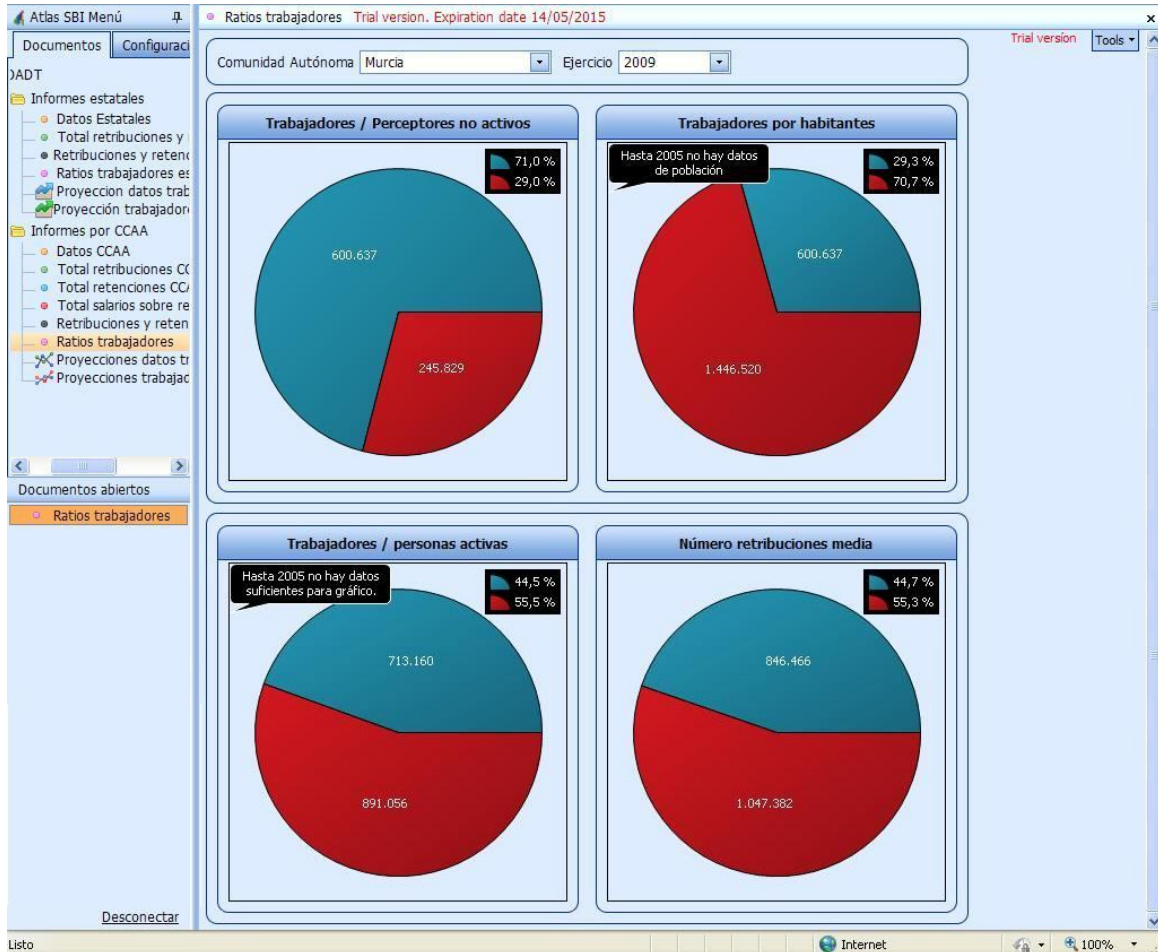 Atlas SBI Menú
Ratios trabajadores Trial version. Expiration date 14/05/2015
Documentos
Configuraci
Trial version
Tools
Comunidad Autónoma Murcia
Ejercicio 2009
DADT
Informes estatales
Datos Estatales
Total retribuciones y
Retribuciones y retenc
Ratios trabajadores es
Proyeccion datos trab
Proyección trabajador
Informes por CCAA
Datos CCAA
Total retribuciones CC
Total retenciones CC
Total salarios sobre re
Retribuciones y reten
Ratios trabajadores
Proyecciones datos tr
Proyecciones trabajad
Documentos abiertos
Ratios trabajadores
Desconectar
Trabajadores / Perceptores no activos
71,0 %
29,0 %
600.637
245.829
Trabajadores por habitantes
Hasta 2005 no hay datos
de población
29,3 %
70,7 %
600.637
1.446.520
Trabajadores / personas activas
Hasta 2005 no hay datos
suficientes para gráfico.
44,5 %
55,5 %
713.160
891.056
Número retribuciones media
44,7 %
55,3 %
846.466
1.047.382
Listo
Internet
100%